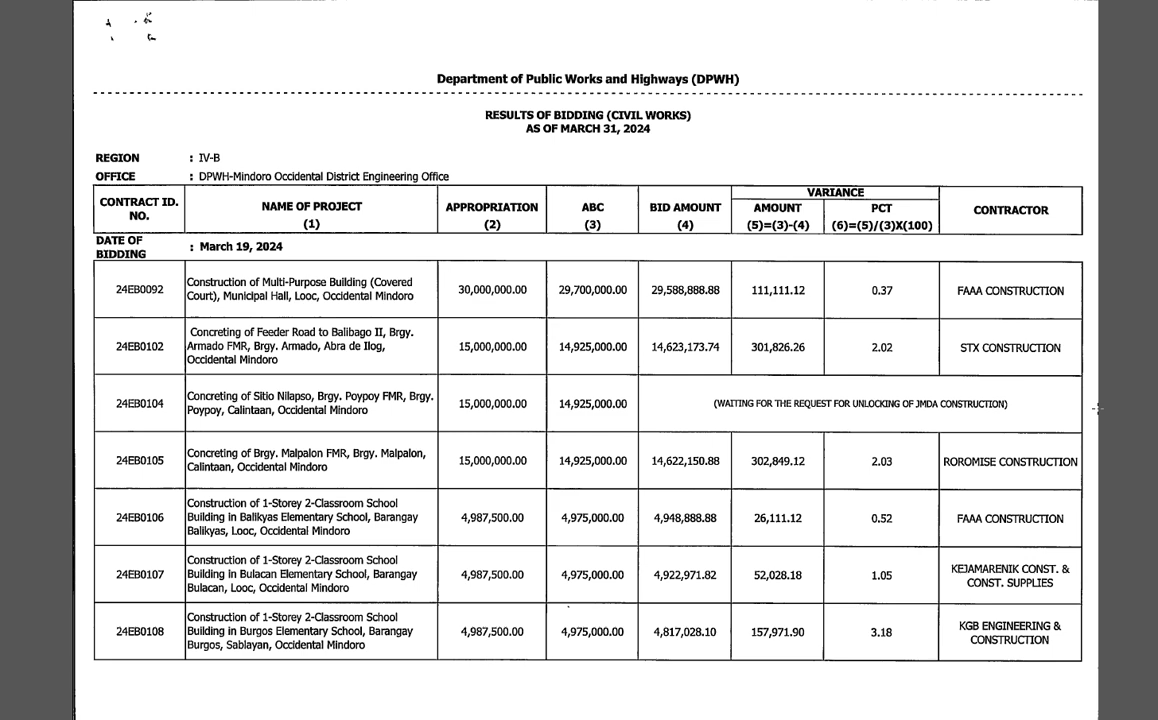 Department of Public Works and Highways (DPWH)
RESULTS OF BIDDING (CIVIL WORKS)
AS OF MARCH 31, 2024
REGION : IV-B
OFFICE : DPWH-Mindoro Occidental District Engineering Office
CONTRACT ID. NO. NAME OF PROJECT (1) APPROPRIATION (2) ABC (3) BID AMOUNT (4) VARIANCE AMOUNT (5)=(3)-(4) PCT (6)=(5)/(3)X(100) CONTRACTOR
DATE OF BIDDING : March 19, 2024
24EB0092
Construction of Multi-Purpose Building (Covered
Court), Municipal Hall, Looc, Occidental Mindoro
30,000,000.00 29,700,000.00 29,588,888.88 111,111.12 0.37 FAAA CONSTRUCTION
24EB0102
Concreting of Feeder Road to Balibago II, Brgy.
Armado FMR, Brgy. Armado, Abra de Ilog,
Occidental Mindoro
15,000,000.00 14,925,000.00 14,623,173.74 301,826.26 2.02 STX CONSTRUCTION
24EB0104
Concreting of Sitio Nilapso, Brgy. Poypoy FMR, Brgy.
Poypoy, Calintaan, Occidental Mindoro
15,000,000.00 14,925,000.00 (WAITING FOR THE REQUEST FOR UNLOCKING OF JMDA CONSTRUCTION)
24EB0105
Concreting of Brgy. Malpalon FMR, Brgy. Malpalon,
Calintaan, Occidental Mindoro
15,000,000.00 14,925,000.00 14,622,150.88 302,849.12 2.03 ROROMISE CONSTRUCTION
24EB0106
Construction of 1-Storey 2-Classroom School
Building in Balikyas Elementary School, Barangay
Balikyas, Looc, Occidental Mindoro
4,987,500.00 4,975,000.00 4,948,888.88 26,111.12 0.52 FAAA CONSTRUCTION
24EB0107
Construction of 1-Storey 2-Classroom School
Building in Bulacan Elementary School, Barangay
Bulacan, Looc, Occidental Mindoro
4,987,500.00 4,975,000.00 4,922,971.82 52,028.18 1.05 KEJAMARENIK CONST. &
CONST. SUPPLIES
24EB0108
Construction of 1-Storey 2-Classroom School
Building in Burgos Elementary School, Barangay
Burgos, Sablayan, Occidental Mindoro
4,987,500.00 4,975,000.00 4,817,028.10 157,971.90 3.18 KGB ENGINEERING &
CONSTRUCTION